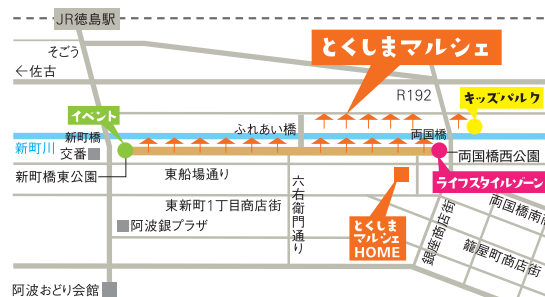 JR徳島駅
そごう
←佐古
とくしまマルシェ
R192
キッズパルク
イベント
ふれあい橋
両国橋
新町橋
新町川
交番
両国橋西公園
新町橋東公園
東船場通り
ライフスタイルゾーン
東新町1丁目商店街
六右衛門通り
阿波銀プラザ
とくしま
マルシェ
HOME
銀座商店街
両国橋南
籠屋町商店街
阿波おどり会館